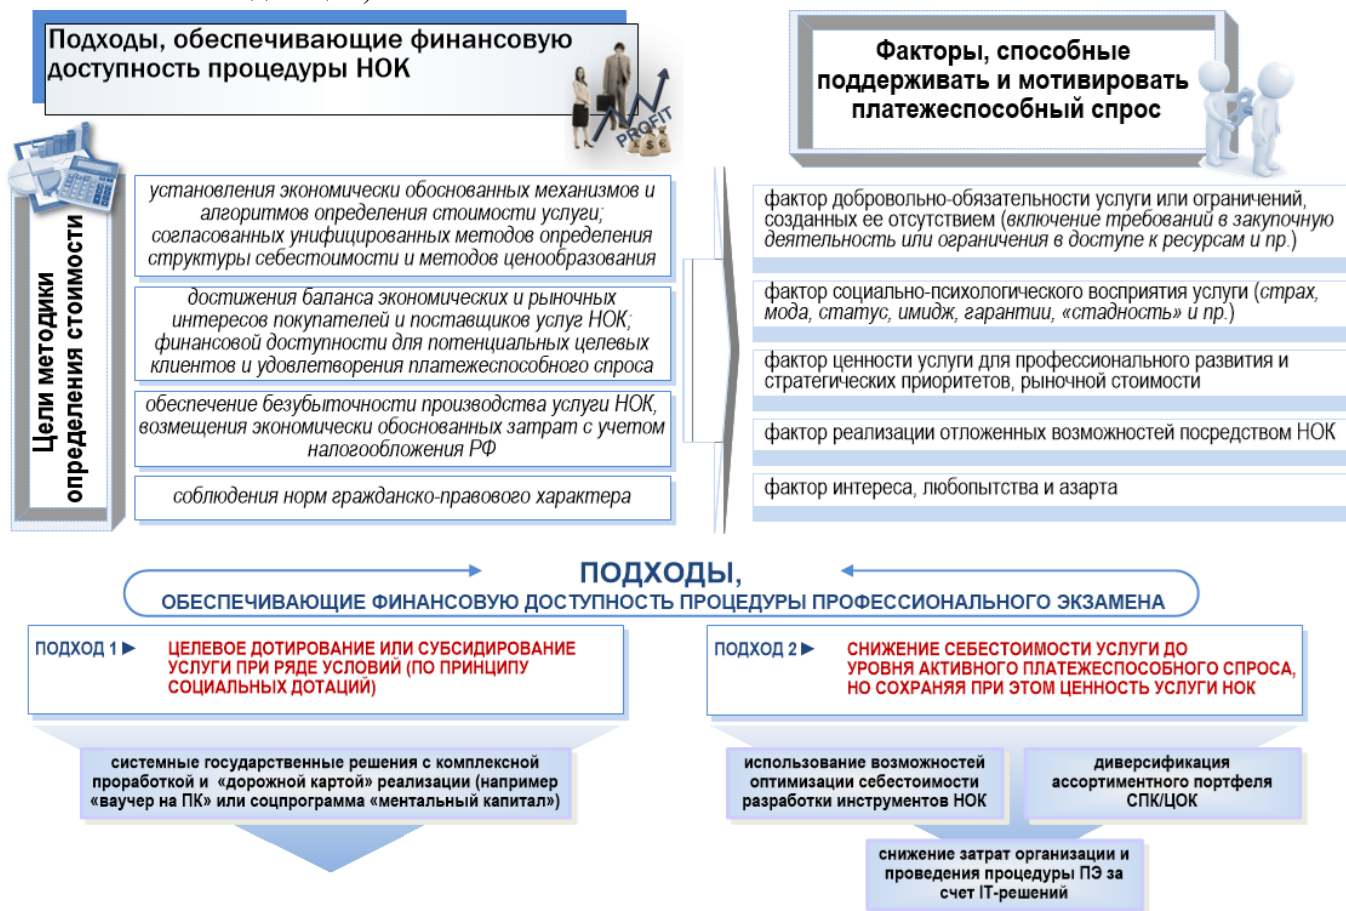 Подходы, обеспечивающие финансовую
доступность процедуры НОК
PROFIT
£ $ €
Факторы, способные
поддерживать и мотивировать
платежеспособный спрос
Цели методики
определения стоимости
установления экономически обоснованных механизмов и
алгоритмов определения стоимости услуги;
согласованных унифицированных методов определения
структуры себестоимости и методов ценообразования
достижения баланса экономических и рыночных
интересов покупателей и поставщиков услуг НОК;
финансовой доступности для потенциальных целевых
клиентов и удовлетворения платежеспособного спроса
обеспечение безубыточности производства услуги НОК,
возмещения экономически обоснованных затрат с учетом
налогообложения РФ
соблюдения норм гражданско-правового характера
фактор добровольно-обязательности услуги или ограничений,
созданных ее отсутствием (включение требований в закупочную
деятельность или ограничения в доступе к ресурсам и пр.)
фактор социально-психологического восприятия услуги (страх,
мода, статус, имидж, гарантии, «стадность» и пр.)
фактор ценности услуги для профессионального развития и
стратегических приоритетов, рыночной стоимости
фактор реализации отложенных возможностей посредством НОК
фактор интереса, любопытства и азарта
ПОДХОДЫ,
ОБЕСПЕЧИВАЮЩИЕ ФИНАНСОВУЮ ДОСТУПНОСТЬ ПРОЦЕДУРЫ ПРОФЕССИОНАЛЬНОГО ЭКЗАМЕНА
ПОДХОД 1 ► ЦЕЛЕВОЕ ДОТИРОВАНИЕ ИЛИ СУБСИДИРОВАНИЕ
УСЛУГИ ПРИ РЯДЕ УСЛОВИЙ (ПО ПРИНЦИПУ
СОЦИАЛЬНЫХ ДОТАЦИЙ)
системные государственные решения с комплексной
проработкой и «дорожной картой» реализации (например
«ваучер на ПК» или соцпрограмма «ментальный капитал»)
ПОДХОД 2 ► СНИЖЕНИЕ СЕБЕСТОИМОСТИ УСЛУГИ ДО
УРОВНЯ АКТИВНОГО ПЛАТЕЖЕСПОСОБНОГО СПРОСА,
НО СОХРАНЯЯ ПРИ ЭТОМ ЦЕННОСТЬ УСЛУГИ НОК
использование возможностей
оптимизации себестоимости
разработки инструментов НОК
диверсификация
ассортиментного портфеля
СПК/ЦОК
снижение затрат организации и
проведения процедуры ПЭ за
счет IT-решений